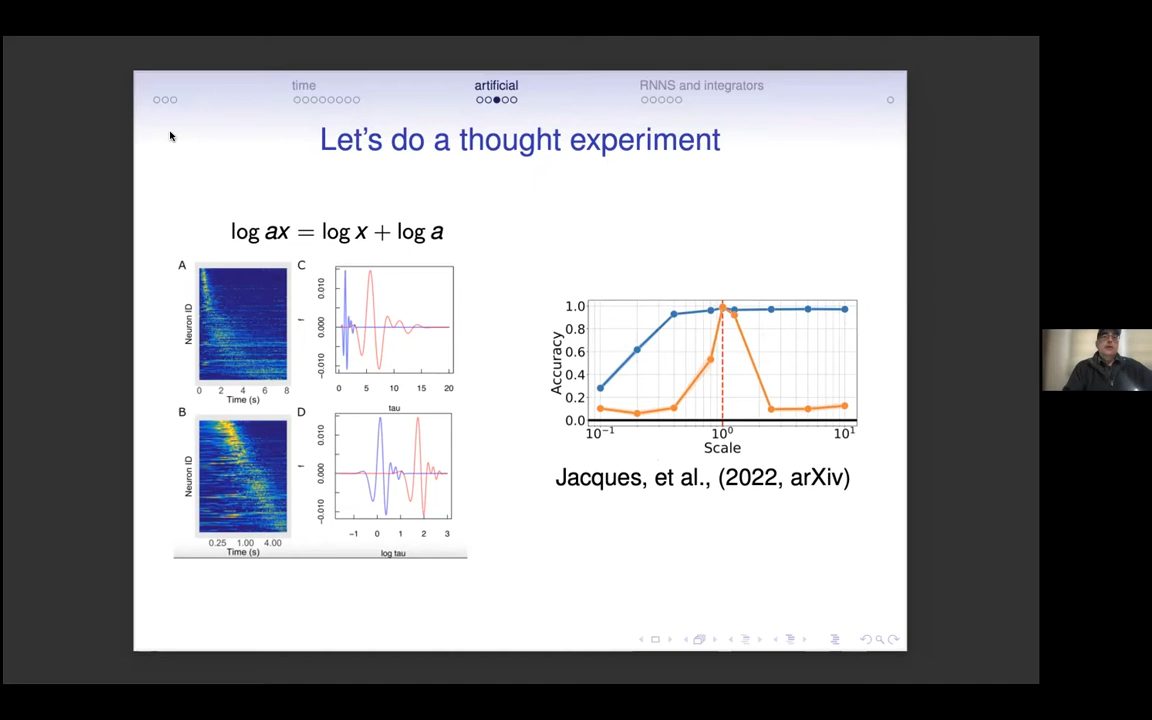 time
artificial
RNNS and integrators
Let's do a thought experiment
log ax = log x + log a
A
Neuron ID
0 2 4 6 8
Time (s)
C
f
0.010
0.000
−0.010
0 5 10 15 20
tau
B
Neuron ID
0.25 1.00 4.00
Time (s)
D
f
0.010
0.000
−0.010
−1 0 1 2 3
log tau
Accuracy
1.0
0.8
0.6
0.4
0.2
0.0
10⁻¹ 10⁰ 10¹
Scale
Jacques, et al., (2022, arXiv)